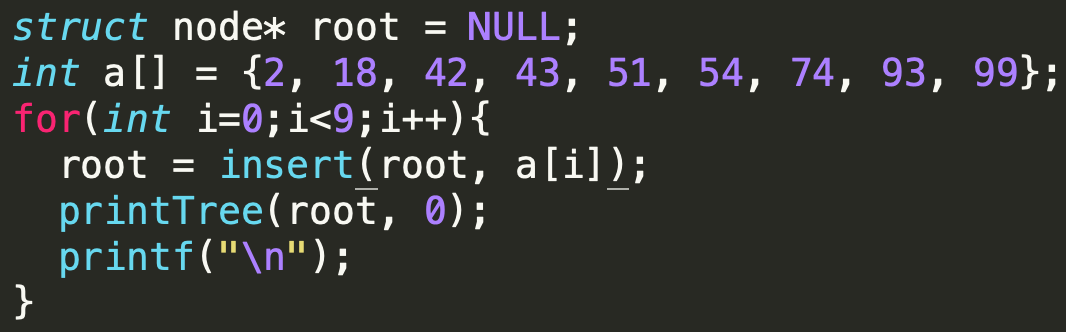 struct node* root = NULL;
int a[] = {2, 18, 42, 43, 51, 54, 74, 93, 99};
for(int i=0;i<9;i++){
  root = insert(root, a[i]);
  printTree(root, 0);
  printf("\n");
}